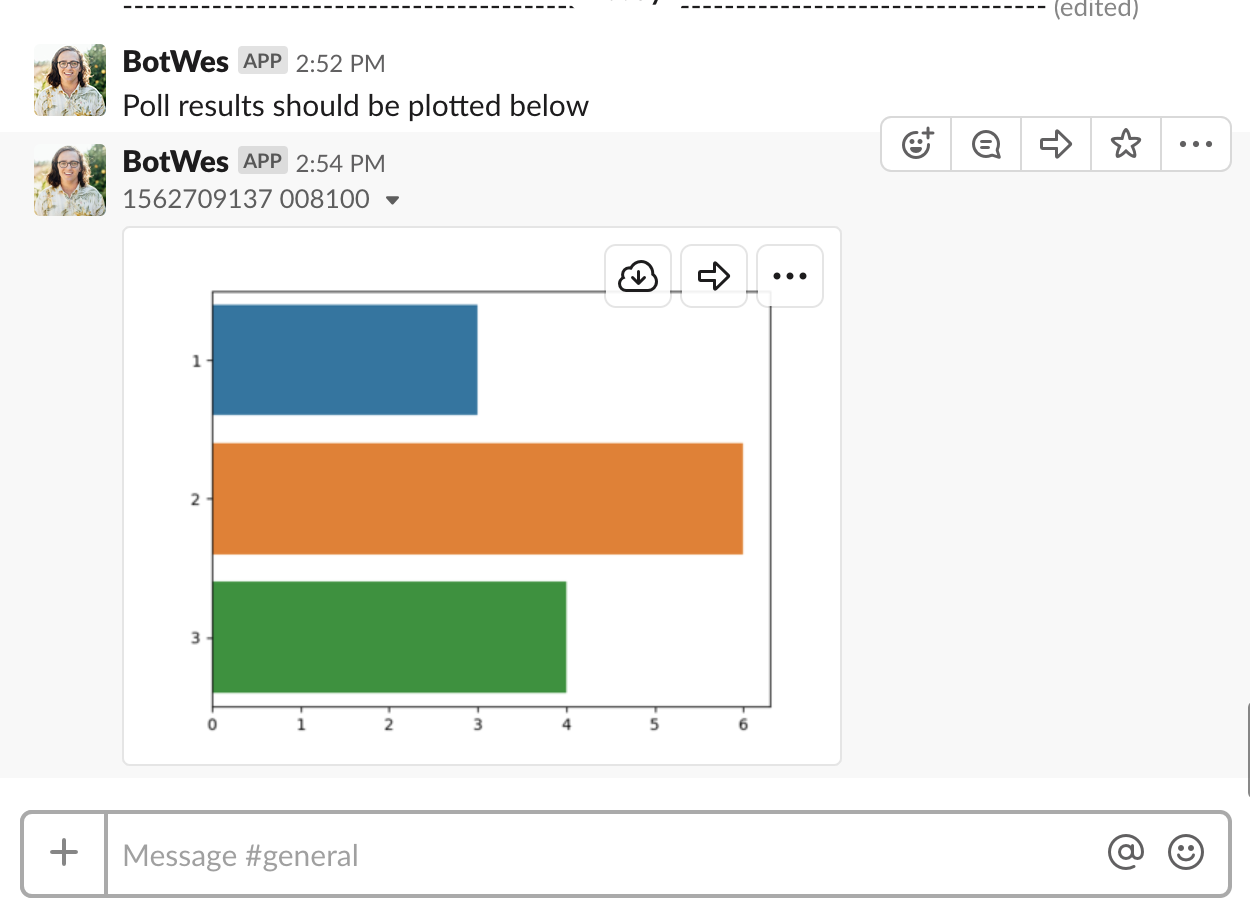 (edited)
BotWes APP 2:52 PM
Poll results should be plotted below
BotWes APP 2:54 PM
1562709137 008100
1
2
3
0 1 2 3 4 5 6
Message #general